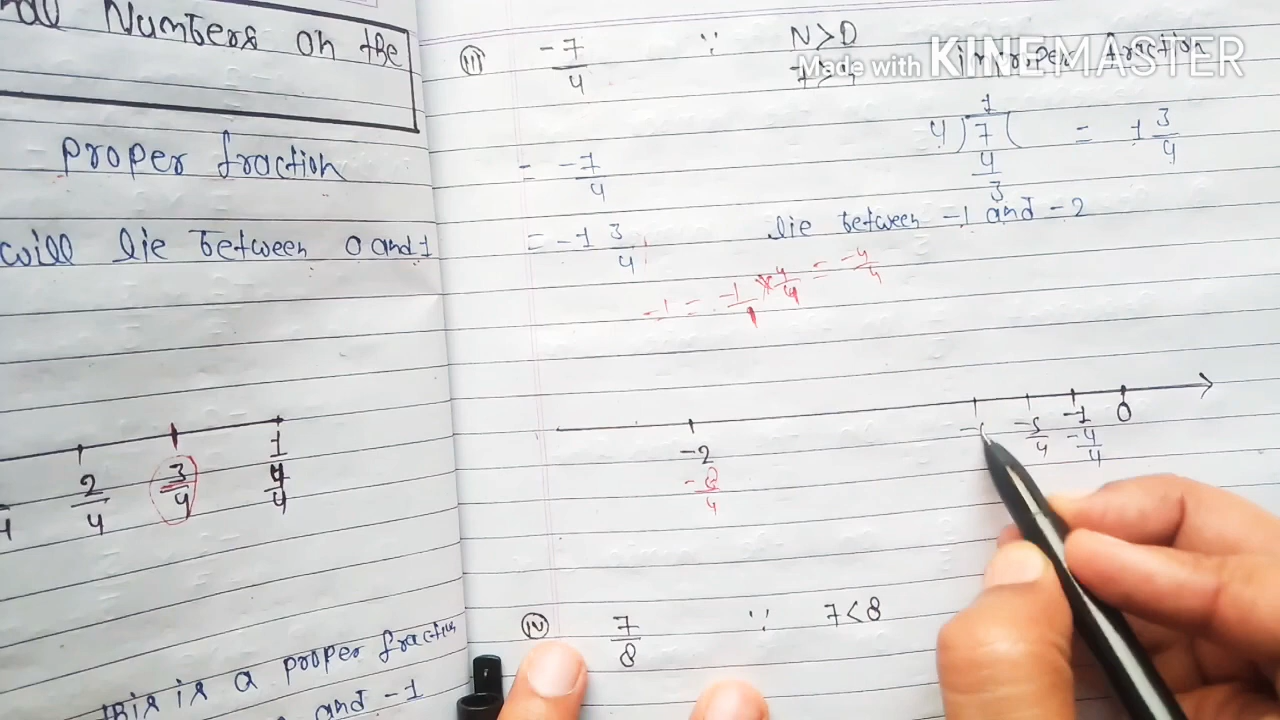 Numbers on the
Proper fraction
will lie between 0 and 1
2/4 3/4 1 4/4
this is a proper fraction
and -1
(iii) -7/4 ∵ N>D
improper fraction
Made with KINEMASTER
4)7( 1 = 1 3/4
4
3
= -7/4
= -1 3/4 lie between -1 and -2
-1 = -1/1 × 4/4 = -4/4
-2 -5/4 -1 0
-8/4 -4/4
(iv) 7/8 ∵ 7<8